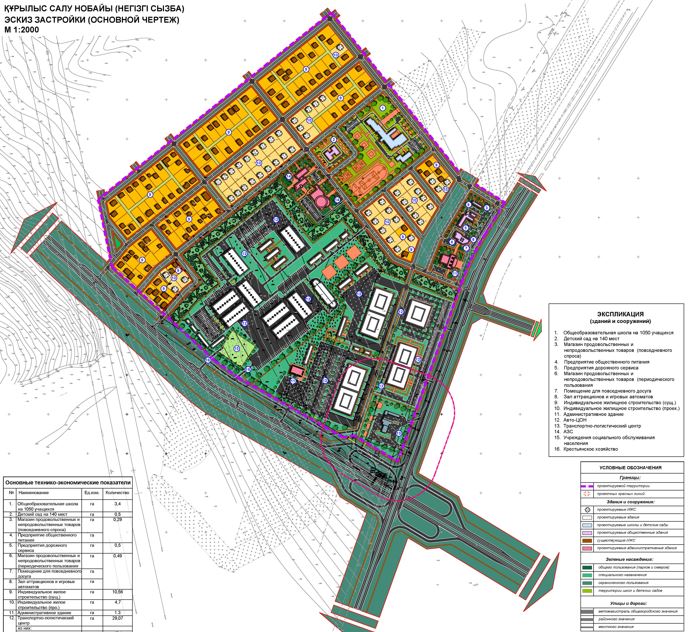 ҚҰРЫЛЫС САЛУ НОБАЙЫ (НЕГІЗГІ СЫЗБА)
ЭСКИЗ ЗАСТРОЙКИ (ОСНОВНОЙ ЧЕРТЕЖ)
М 1:2000
ЭКСПЛИКАЦИЯ
(зданий и сооружений)
1. Общеобразовательная школа на 1050 учащихся
2. Детский сад на 140 мест
3. Магазин продовольственных и
непродовольственных товаров (повседневного
спроса)
4. Предприятие общественного питания
5. Предприятия дорожного сервиса
6. Магазин продовольственных и
непродовольственных товаров (периодического
пользования
7. Помещение для повседневного досуга
8. Зал аттракционов и игровых автоматов
9. Индивидуальное жилищное строительство (сущ.)
10. Индивидуальное жилищное строительство (проек.)
11. Административное здание
12. Авто-ЦОН
13. Транспортно-логистический центр
14. АЗС
15. Учреждения социального обслуживания
населения
16. Крестьянское хозяйство
УСЛОВНЫЕ ОБОЗНАЧЕНИЯ
Границы:
проектируемой территории
проектных красных линий
Здания и сооружения:
проектируемые ИЖС
проектируемые здания
проектируемые школы и детские сады
проектируемые общественные здания
существующие ИЖС
проектируемые административные здания
Зеленые насаждения:
общего пользования (парков и скверов)
специального назначения
ограниченного пользования
территории школ и детских садов
Улицы и дороги:
автомагистраль общегородского значения
районного значения
местного значения
Основные технико-экономические показатели
№ Наименование Ед.изм. Количество
1. Общеобразовательная школа
на 1050 учащихся га 3,4
2. Детский сад на 140 мест га 0,5
3. Магазин продовольственных и га 0,29
непродовольственных товаров
(повседневного спроса)
4. Предприятие общественного га
питания
5. Предприятия дорожного га 0,5
сервиса
6. Магазин продовольственных и га 0,49
непродовольственных товаров
(периодического пользования
7. Помещение для повседневного га
досуга
8. Зал аттракционов и игровых га
автоматов
9. Индивидуальное жилое га 10,66
строительство (сущ.)
10. Индивидуальное жилое га 4,7
строительство (про.)
11. Административное здание га 1,3
12. Транспортно-логистический га 29,07
центр
из них